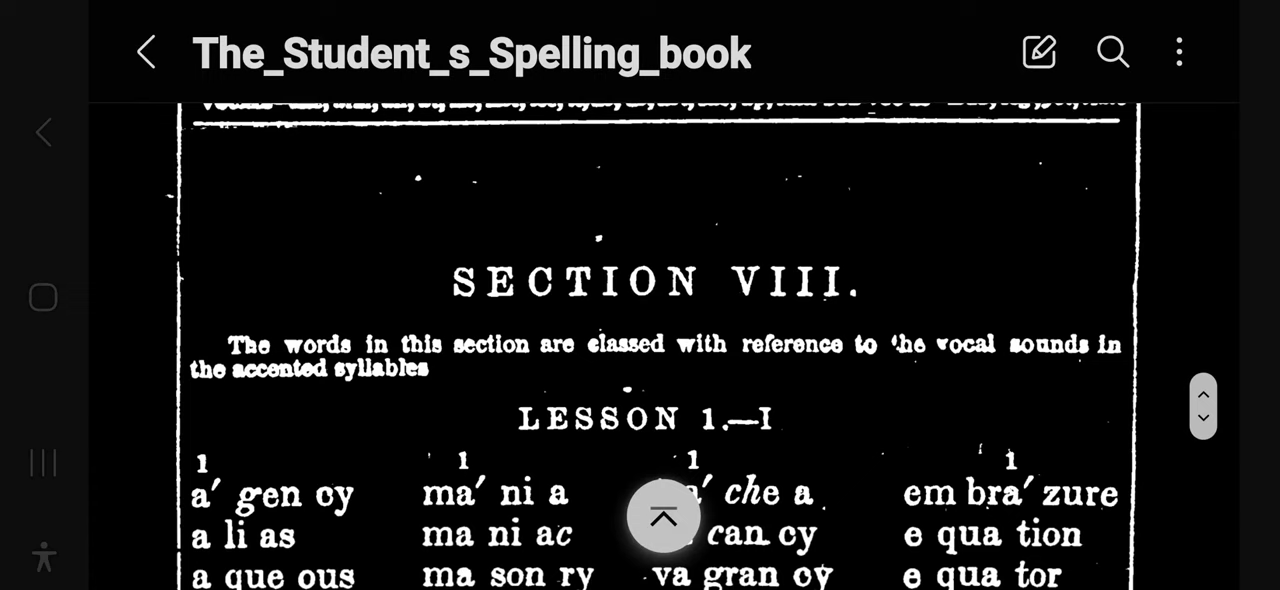 The_Student_s_Spelling_book
SECTION VIII.
The words in this section are classed with reference to the vocal sounds in
the accented syllables
LESSON 1.—I
1 1 1 1
a′ gen cy ma′ ni a che a em bra′ zure
a li as ma ni ac can cy e qua tion
a que ous ma son ry va gran cy e qua tor